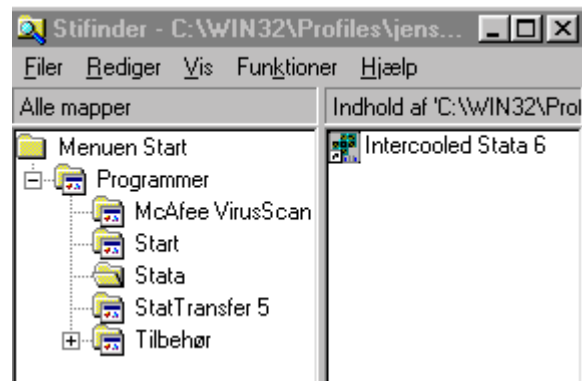 Stifinder - C:\WIN32\Profiles\jens...
Filer Rediger Vis Funktioner Hjælp
Alle mapper
Indhold af 'C:\WIN32\Prol
Menuen Start
Programmer
McAfee VirusScan
Start
Stata
StatTransfer 5
Tilbehør
Intercooled Stata 6